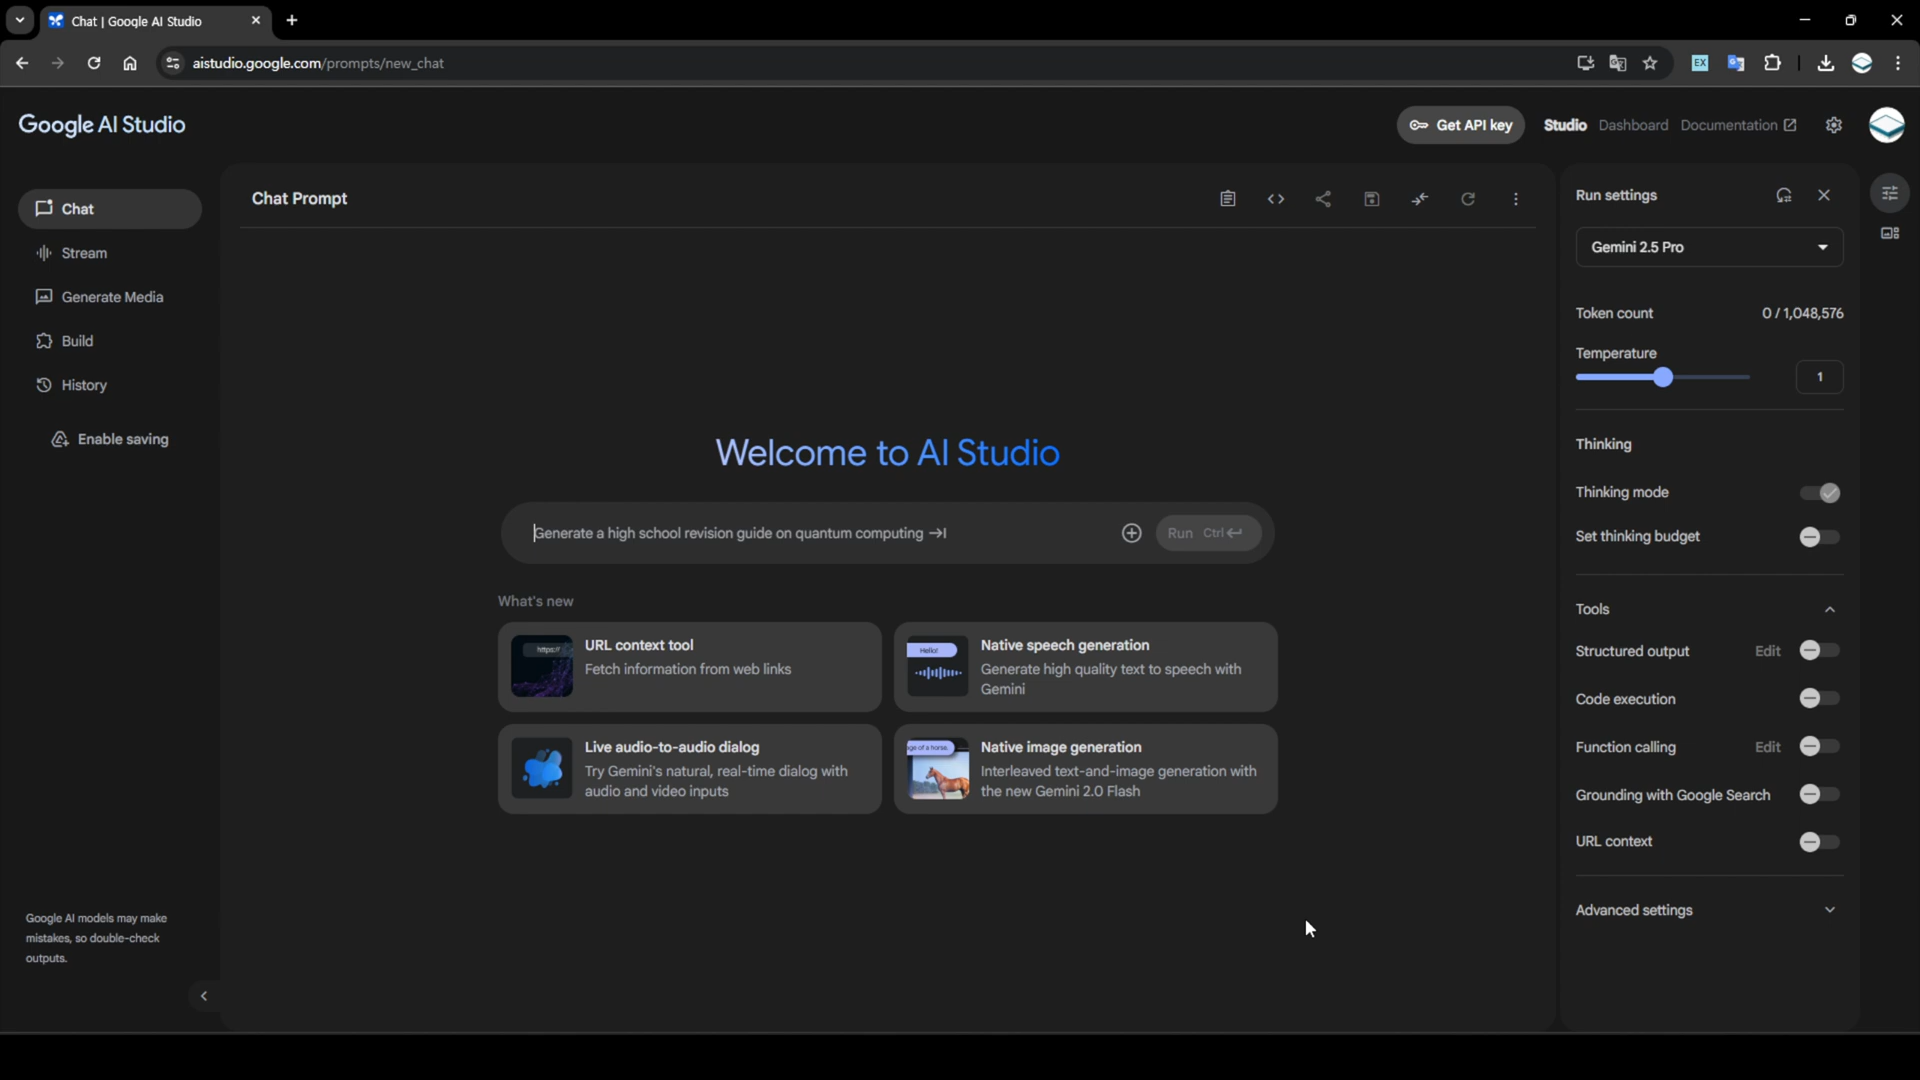 Chat | Google AI Studio
aistudio.google.com/prompts/new_chat
EX
Google AI Studio
Get API key
Studio
Dashboard
Documentation
Chat
Stream
Generate Media
Build
History
Enable saving
Google AI models may make
mistakes, so double-check
outputs.
Chat Prompt
Welcome to AI Studio
Generate a high school revision guide on quantum computing
Run Ctrl
What's new
https://
URL context tool
Fetch information from web links
Hello!
Native speech generation
Generate high quality text to speech with
Gemini
Live audio-to-audio dialog
Try Gemini's natural, real-time dialog with
audio and video inputs
ge of a horse.
Native image generation
Interleaved text-and-image generation with
the new Gemini 2.0 Flash
Run settings
Gemini 2.5 Pro
Token count 0 / 1,048,576
Temperature
1
Thinking
Thinking mode
Set thinking budget
Tools
Structured output Edit
Code execution
Function calling Edit
Grounding with Google Search
URL context
Advanced settings